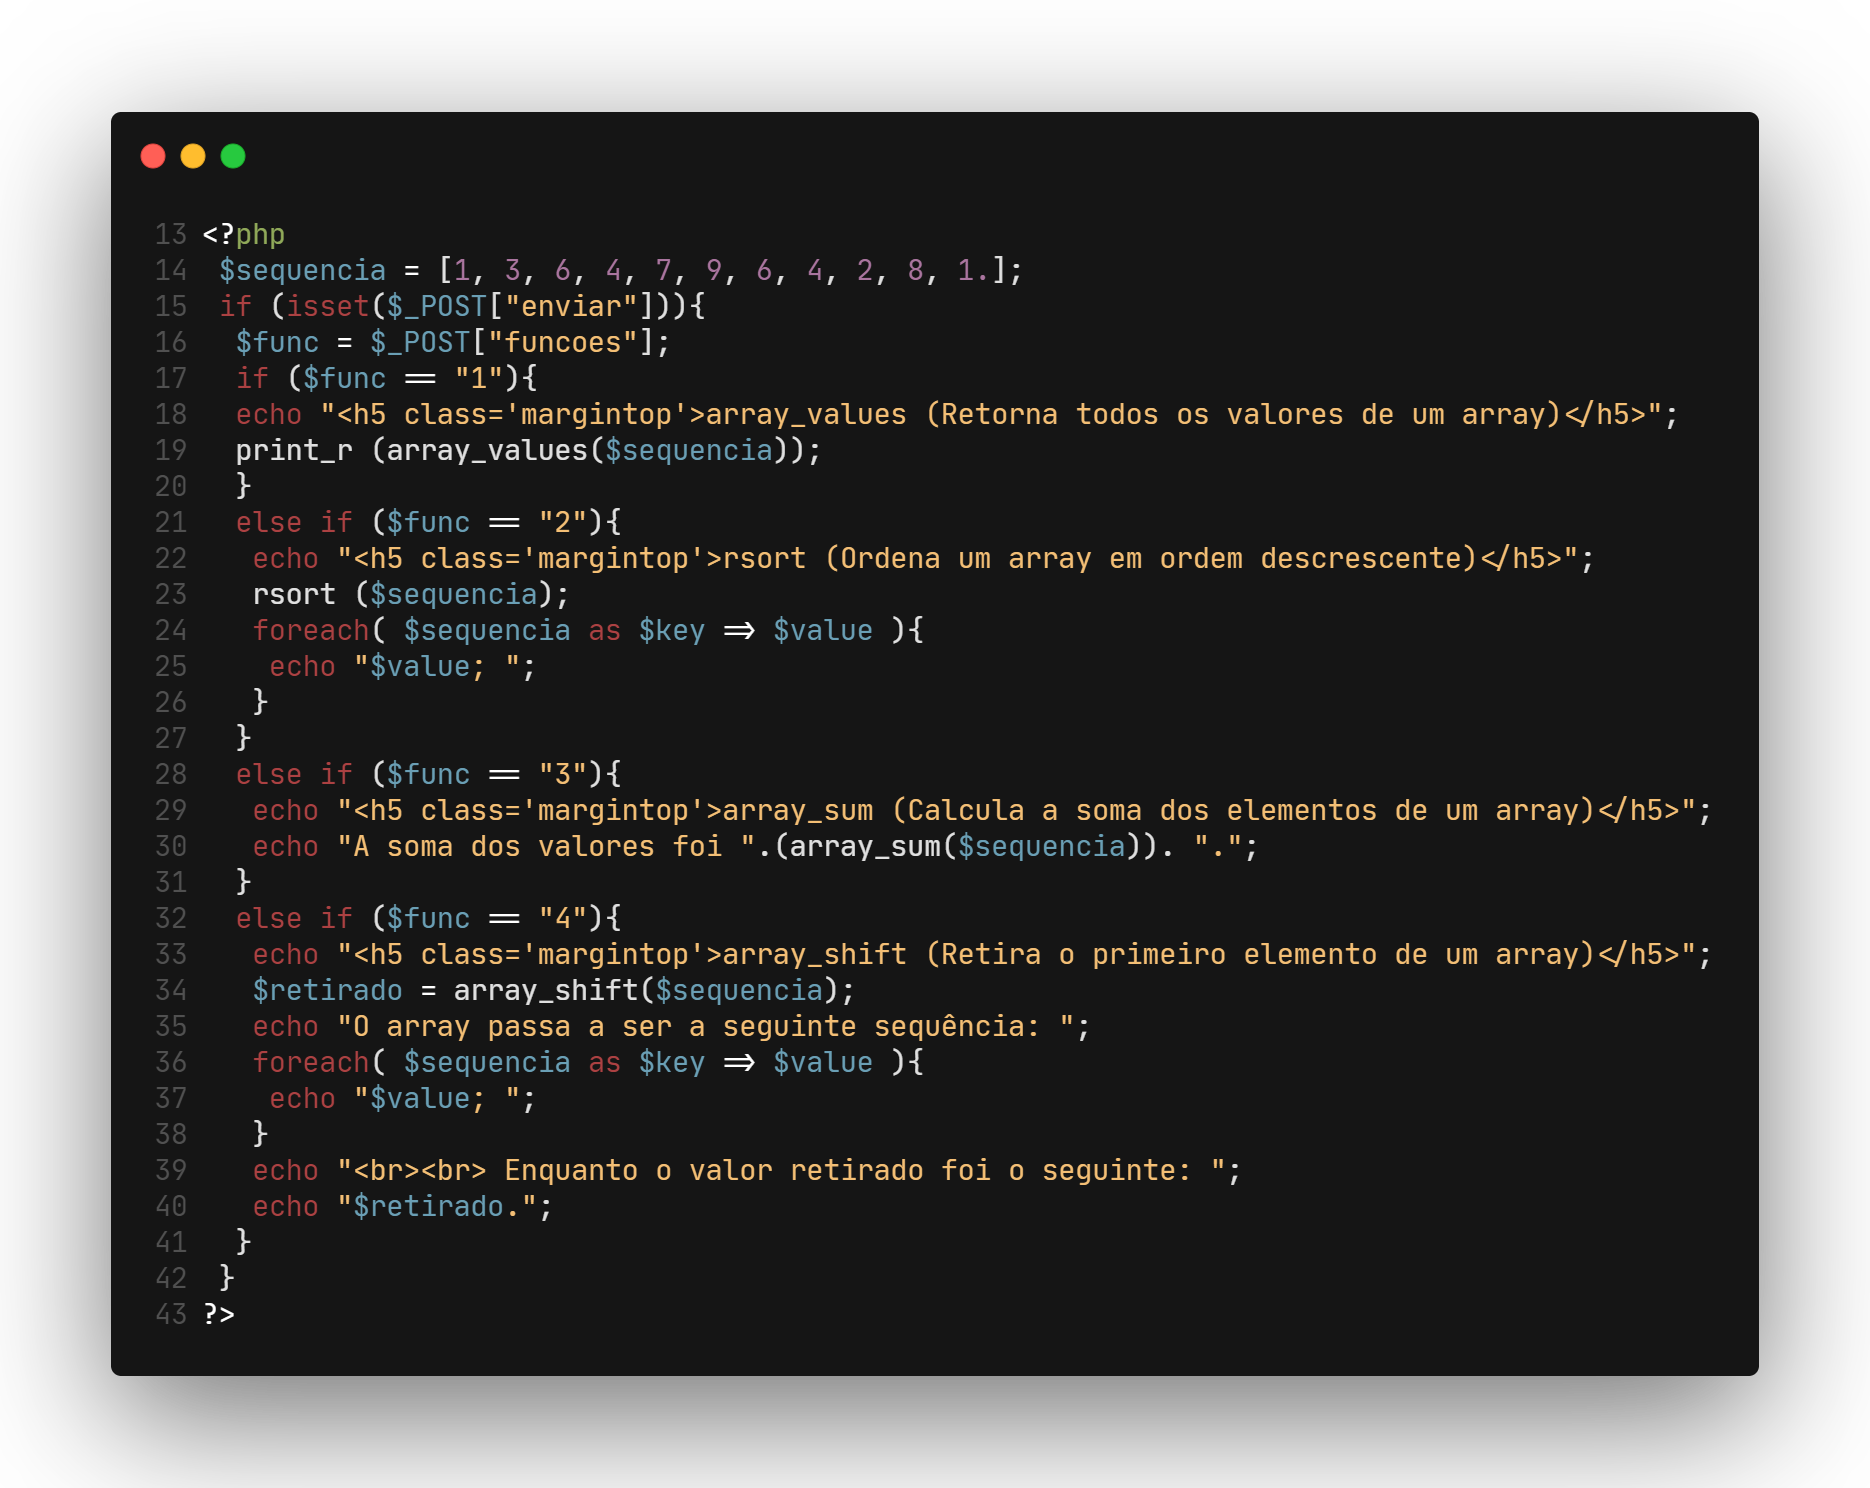 13 <?php
14  $sequencia = [1, 3, 6, 4, 7, 9, 6, 4, 2, 8, 1.];
15  if (isset($_POST["enviar"])){
16   $func = $_POST["funcoes"];
17   if ($func == "1"){
18   echo "<h5 class='margintop'>array_values (Retorna todos os valores de um array)</h5>";
19   print_r (array_values($sequencia));
20   }
21   else if ($func == "2"){
22    echo "<h5 class='margintop'>rsort (Ordena um array em ordem descrescente)</h5>";
23    rsort ($sequencia);
24    foreach( $sequencia as $key => $value ){
25     echo "$value; ";
26    }
27   }
28   else if ($func == "3"){
29    echo "<h5 class='margintop'>array_sum (Calcula a soma dos elementos de um array)</h5>";
30    echo "A soma dos valores foi ".(array_sum($sequencia)). ".";
31   }
32   else if ($func == "4"){
33    echo "<h5 class='margintop'>array_shift (Retira o primeiro elemento de um array)</h5>";
34    $retirado = array_shift($sequencia);
35    echo "O array passa a ser a seguinte sequência: ";
36    foreach( $sequencia as $key => $value ){
37     echo "$value; ";
38    }
39    echo "<br><br> Enquanto o valor retirado foi o seguinte: ";
40    echo "$retirado.";
41   }
42  }
43 ?>